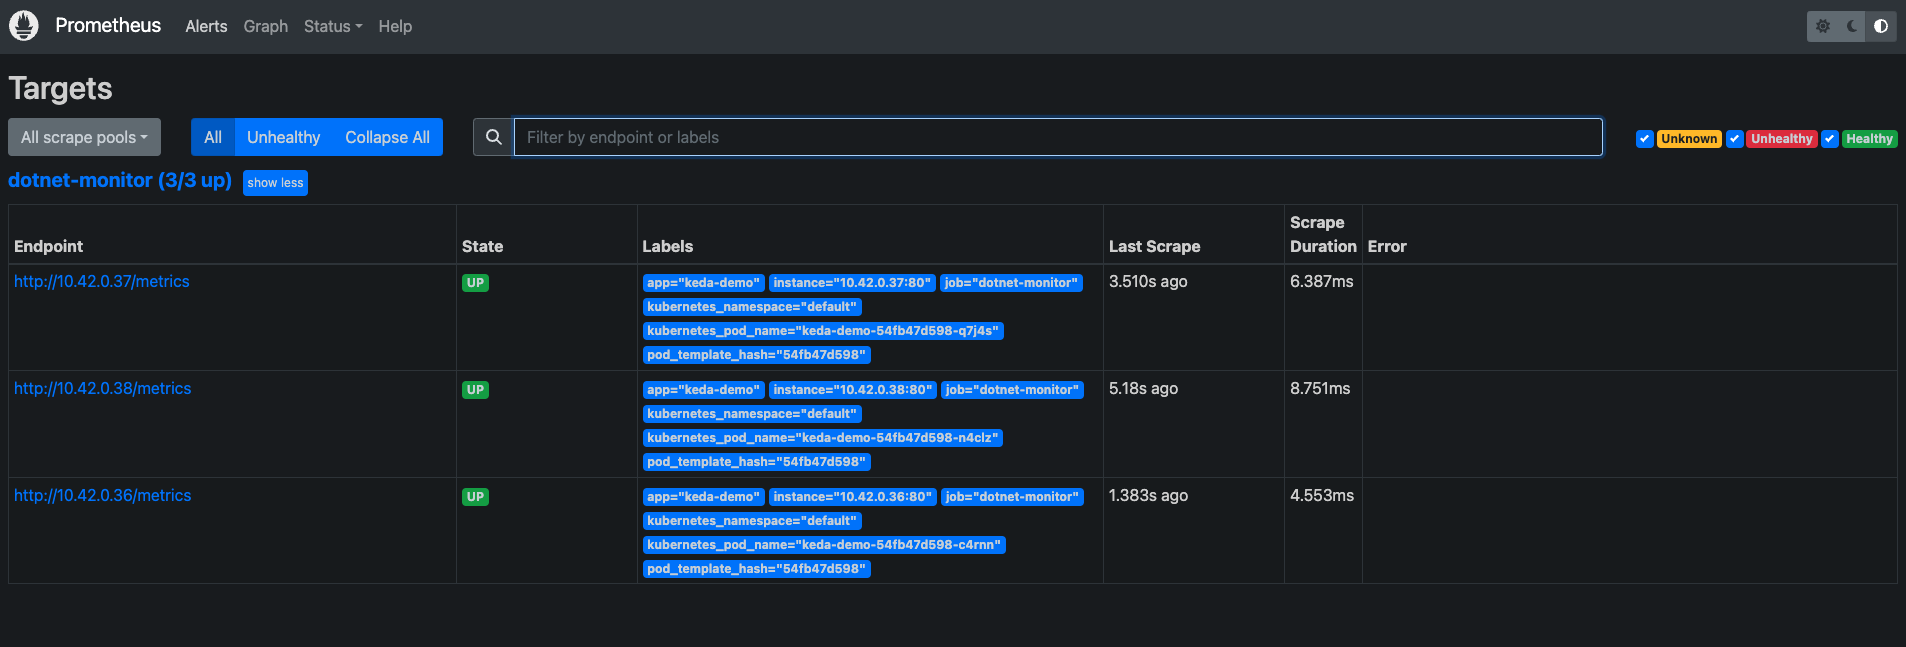 Prometheus Alerts Graph Status Help
Targets
All scrape pools All Unhealthy Collapse All Filter by endpoint or labels Unknown Unhealthy Healthy
dotnet-monitor (3/3 up) show less
Endpoint State Labels Last Scrape Scrape Duration Error
http://10.42.0.37/metrics UP app="keda-demo" instance="10.42.0.37:80" job="dotnet-monitor" 3.510s ago 6.387ms
kubernetes_namespace="default"
kubernetes_pod_name="keda-demo-54fb47d598-q7j4s"
pod_template_hash="54fb47d598"
http://10.42.0.38/metrics UP app="keda-demo" instance="10.42.0.38:80" job="dotnet-monitor" 5.18s ago 8.751ms
kubernetes_namespace="default"
kubernetes_pod_name="keda-demo-54fb47d598-n4clz"
pod_template_hash="54fb47d598"
http://10.42.0.36/metrics UP app="keda-demo" instance="10.42.0.36:80" job="dotnet-monitor" 1.383s ago 4.553ms
kubernetes_namespace="default"
kubernetes_pod_name="keda-demo-54fb47d598-c4rnn"
pod_template_hash="54fb47d598"